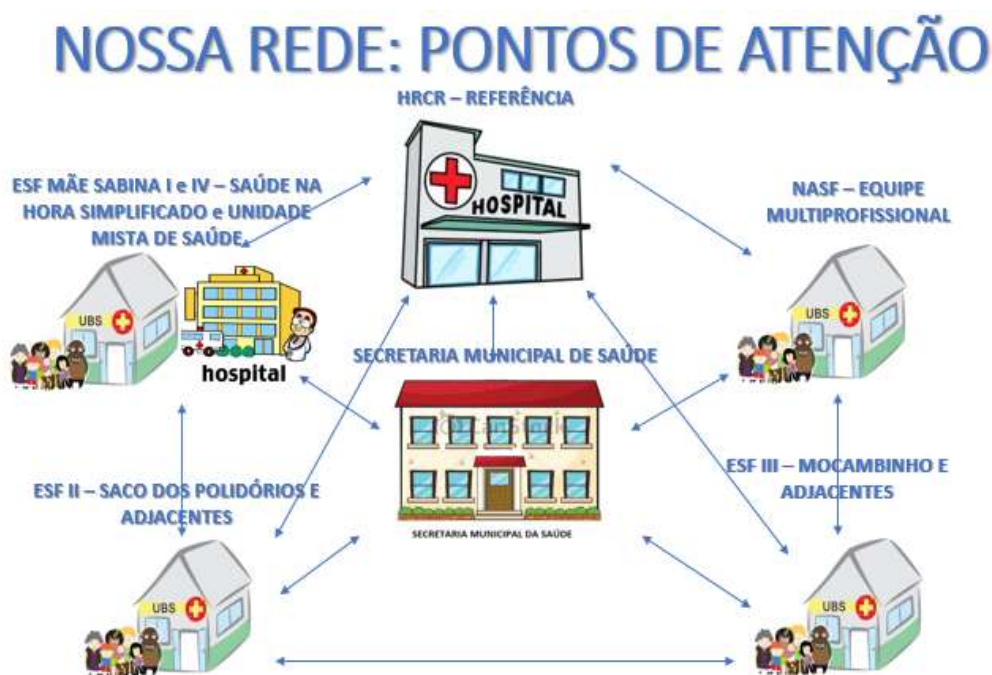 NOSSA REDE: PONTOS DE ATENÇÃO
HRCR – REFERÊNCIA
ESF MÃE SABINA I e IV – SAÚDE NA
HORA SIMPLIFICADO e UNIDADE
MISTA DE SAÚDE
NASF – EQUIPE
MULTIPROFISSIONAL
HOSPITAL
UBS
hospital
UBS
SECRETARIA MUNICIPAL DE SAÚDE
CanStock
ESF II – SACO DOS POLIDÓRIOS E
ADJACENTES
ESF III – MOCAMBINHO E
ADJACENTES
SECRETARIA MUNICIPAL DA SAÚDE
UBS
UBS